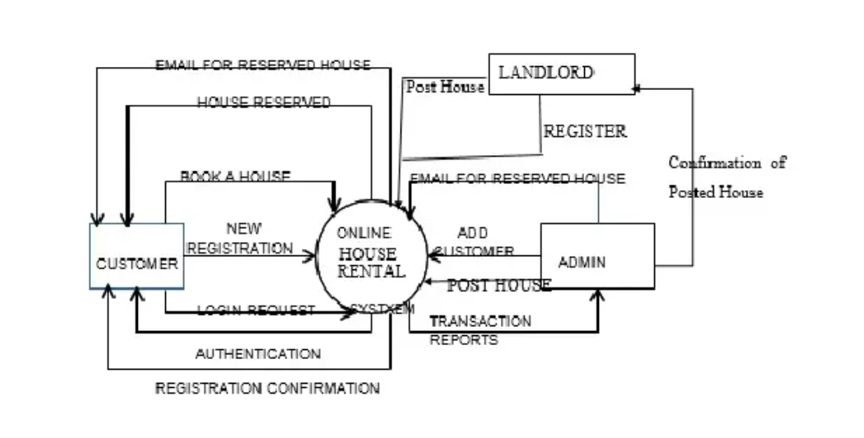 EMAIL FOR RESERVED HOUSE
LANDLORD
Post House
HOUSE RESERVED
REGISTER
Confirmation of
Posted House
BOOK A HOUSE
EMAIL FOR RESERVED HOUSE
NEW
REGISTRATION
ONLINE
HOUSE
RENTAL
SYSTXEM
ADD
CUSTOMER
CUSTOMER
ADMIN
POST HOUSE
LOGIN REQUEST
TRANSACTION
REPORTS
AUTHENTICATION
REGISTRATION CONFIRMATION